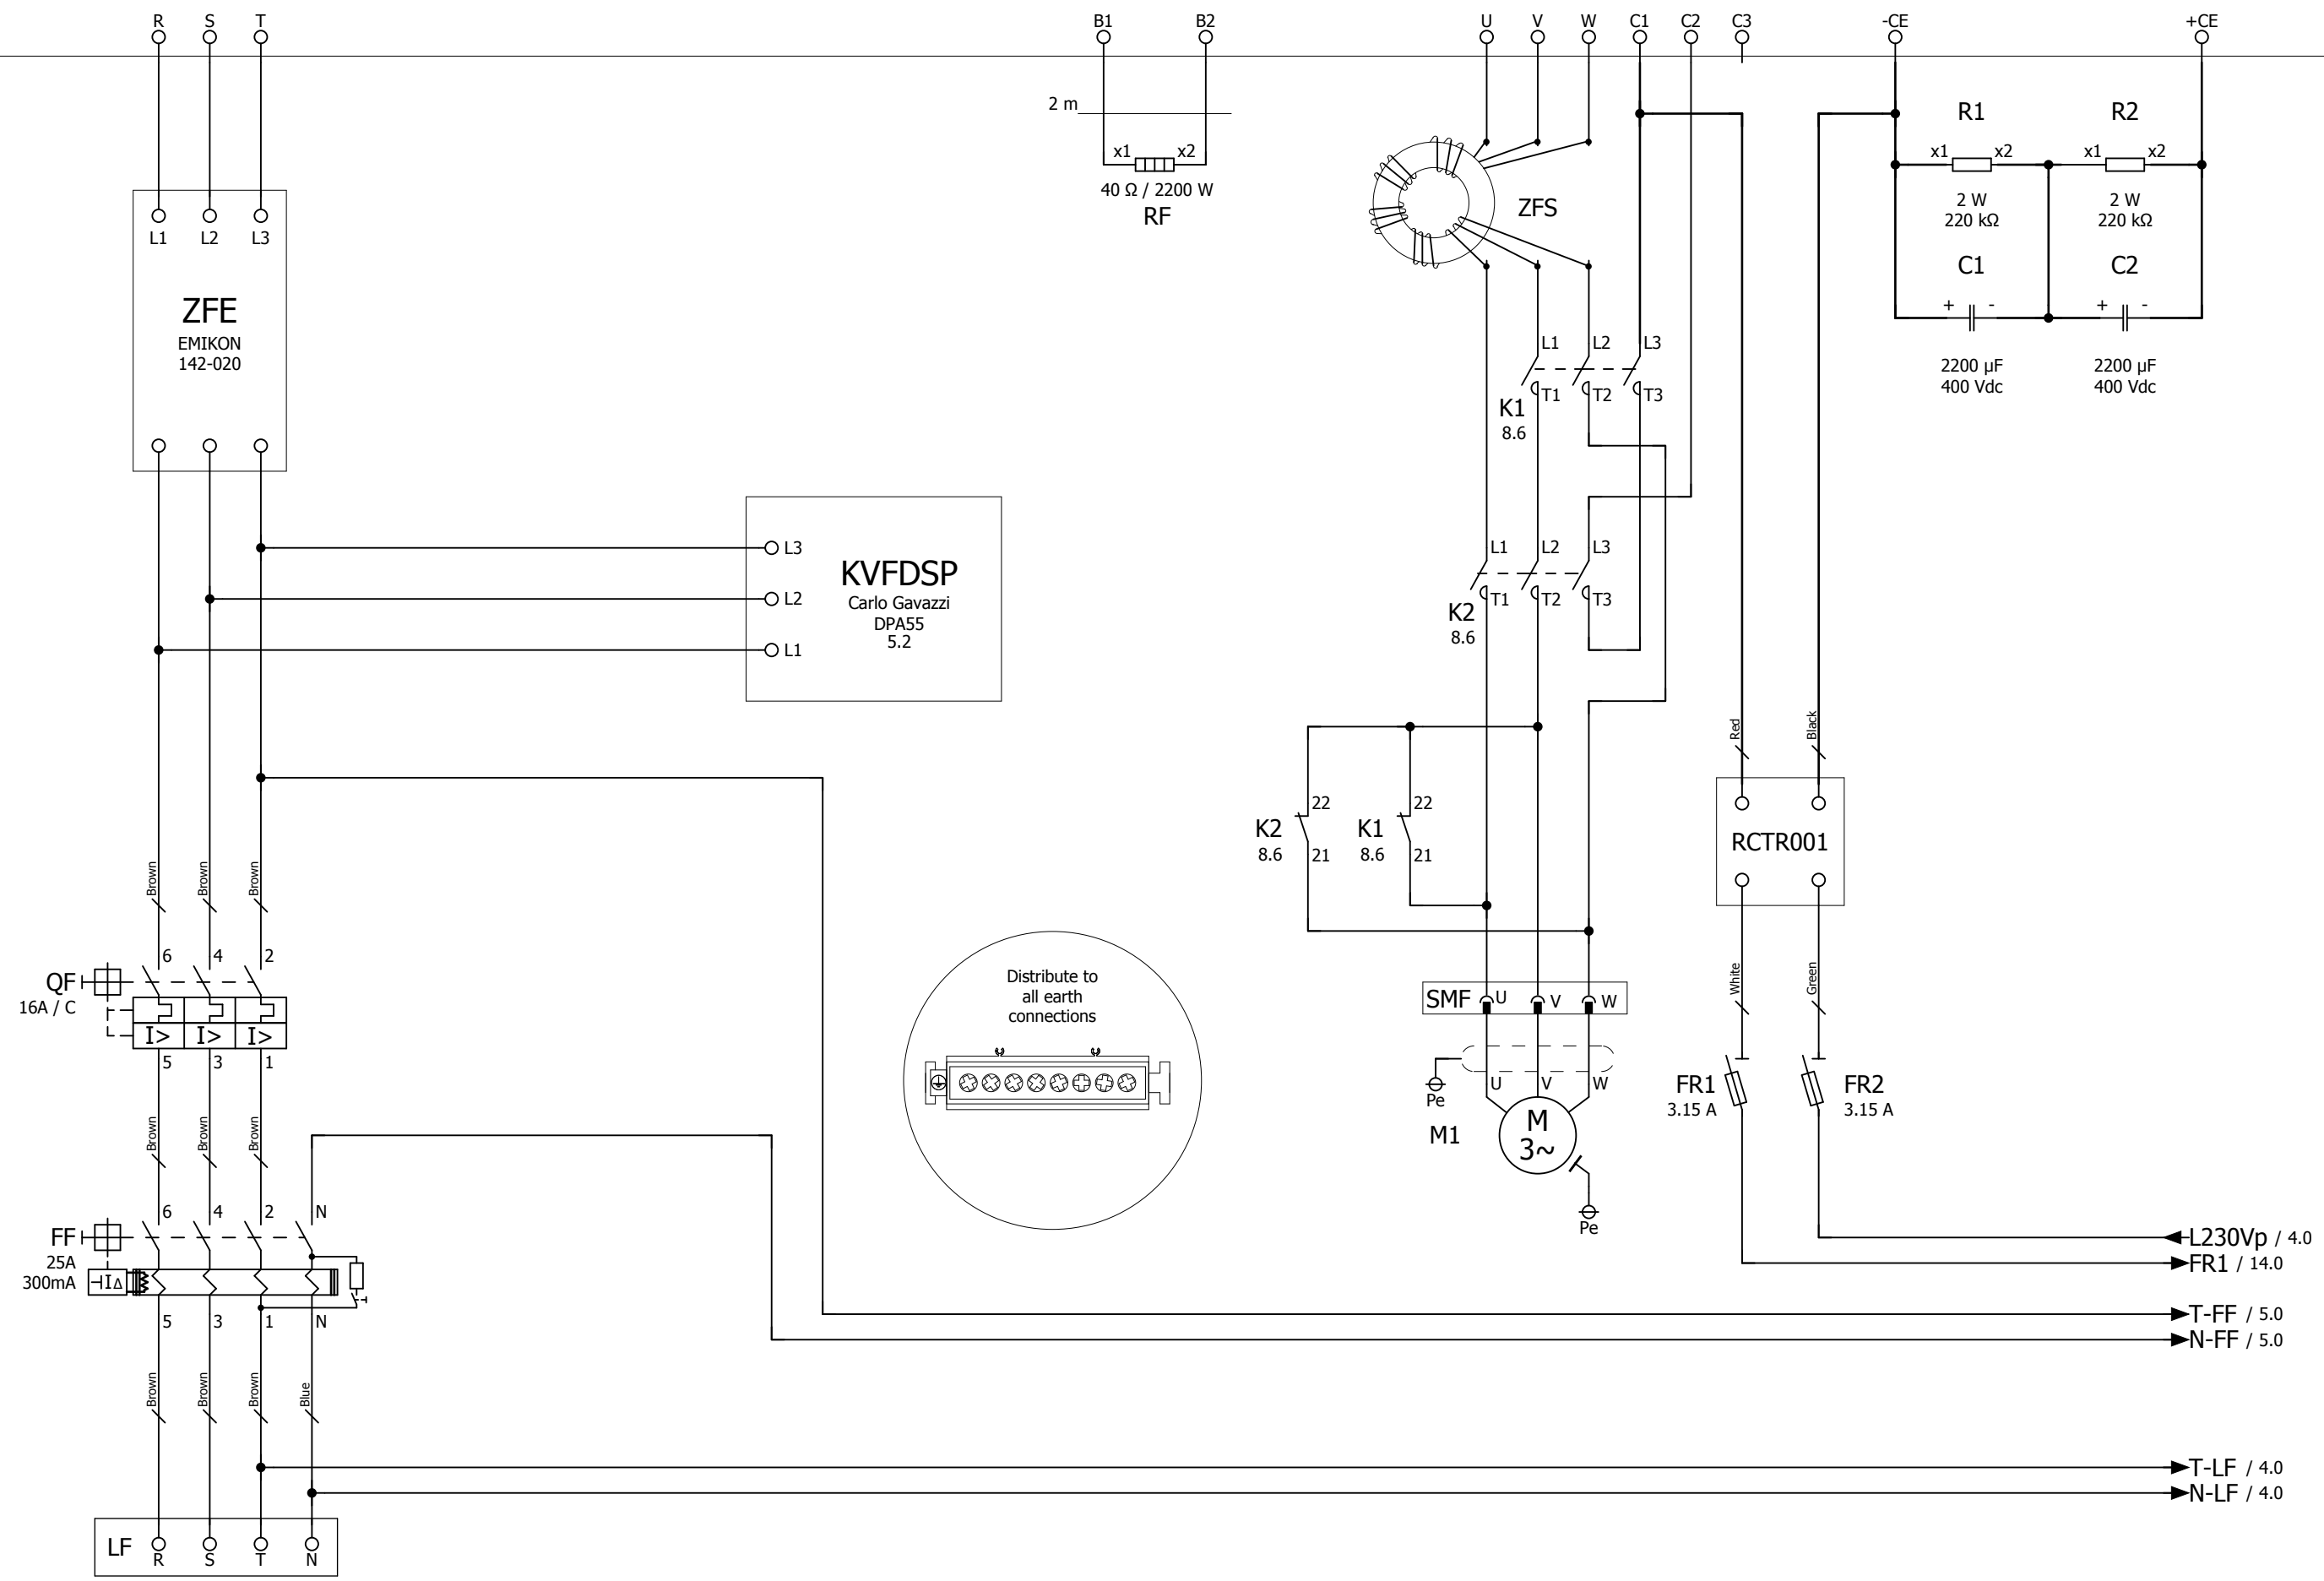 R S T B1 B2 U V W C1 C2 C3 -CE +CE
2 m
x1 x2
40 Ω / 2200 W
RF
ZFS
R1 R2
x1 x2 x1 x2
2 W 2 W
220 kΩ 220 kΩ
C1 C2
+ - + -
2200 µF 2200 µF
400 Vdc 400 Vdc
L1 L2 L3
ZFE
EMIKON
142-020
L1 L2 L3
T1 T2 T3
K1
8.6
L3
L2
L1
KVFDSP
Carlo Gavazzi
DPA55
5.2
L1 L2 L3
T1 T2 T3
K2
8.6
Red Black
22 22
K2 K1
8.6 21 8.6 21
RCTR001
Brown Brown Brown
6 4 2
QF
16A / C
I> I> I>
5 3 1
Distribute to
all earth
connections
SMF U V W
White Green
U V W
Pe
M1
M
3~
Pe
FR1 FR2
3.15 A 3.15 A
Brown Brown Brown
6 4 2 N
FF
25A
300mA
IΔ
5 3 1 N
L230Vp / 4.0
FR1 / 14.0
T-FF / 5.0
N-FF / 5.0
Brown Brown Brown Blue
T-LF / 4.0
N-LF / 4.0
LF
R S T N